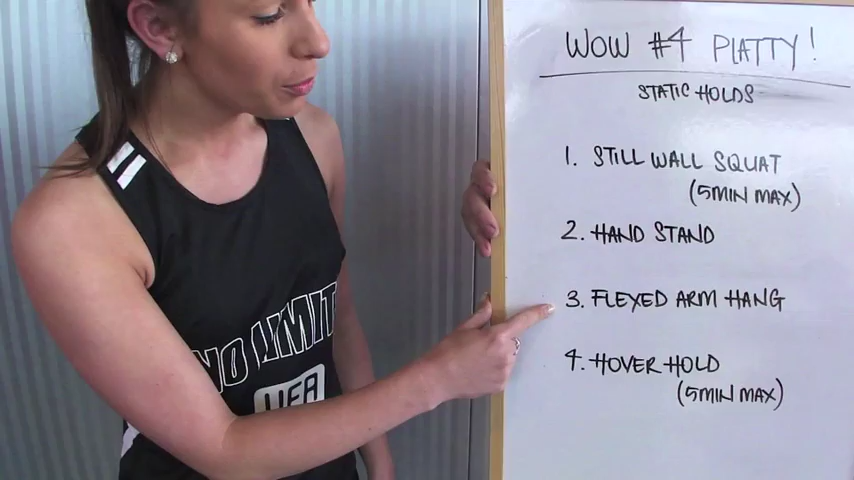 WOW #4 PLATTY!
STATIC HOLDS
1. STILL WALL SQUAT
(5MIN MAX)
2. HAND STAND
3. FLEXED ARM HANG
4. HOVER HOLD
(5MIN MAX)
NO LIMIT